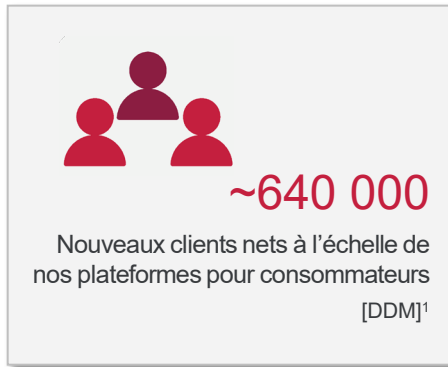 ~640 000
Nouveaux clients nets à l’échelle de
nos plateformes pour consommateurs
[DDM]¹